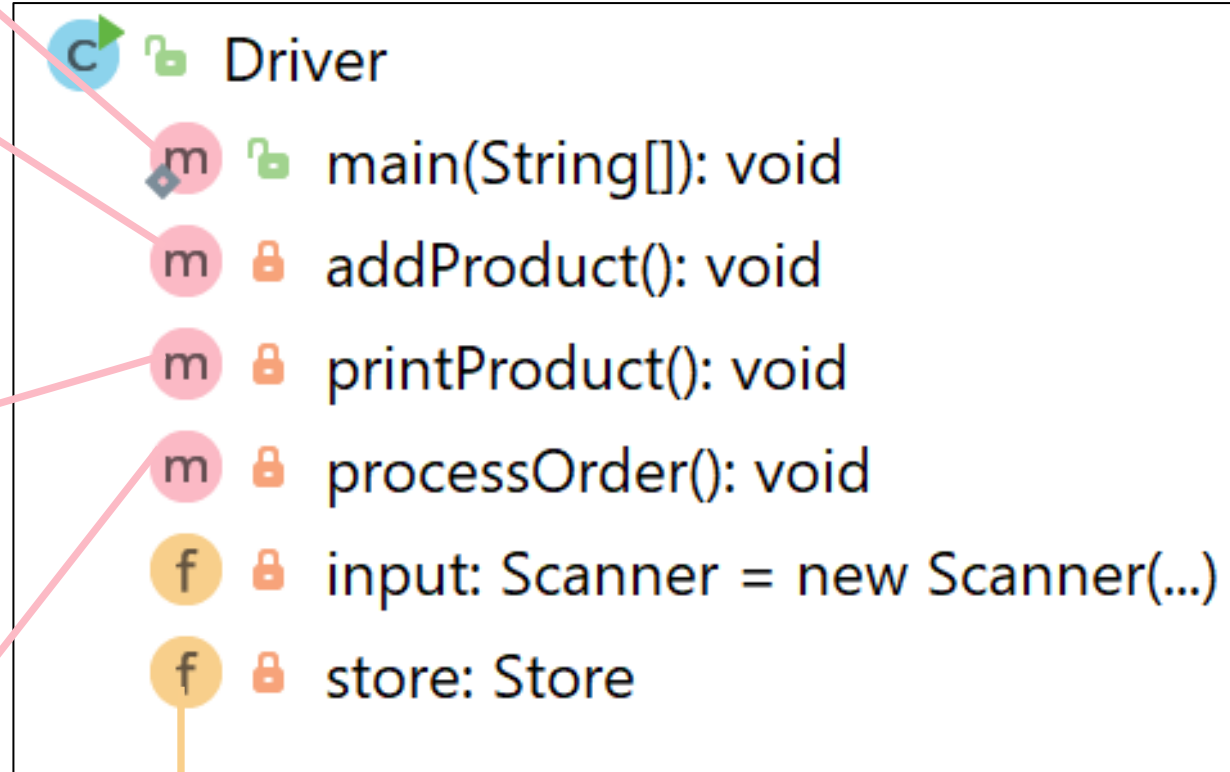 C Driver
m main(String[]): void
m addProduct(): void
m printProduct(): void
m processOrder(): void
f input: Scanner = new Scanner(...)
f store: Store